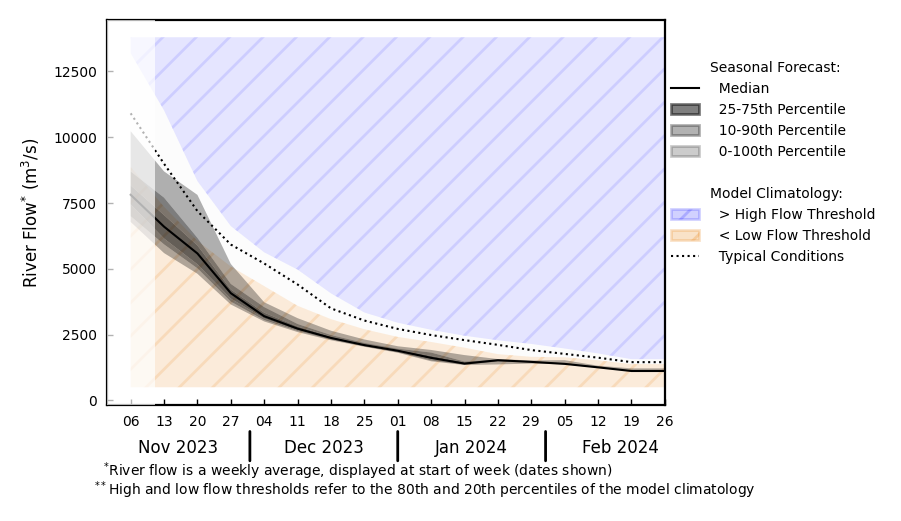 12500
10000
7500
5000
2500
0
River Flow* (m³/s)
06 13 20 27 04 11 18 25 01 08 15 22 29 05 12 19 26
Nov 2023 Dec 2023 Jan 2024 Feb 2024
*River flow is a weekly average, displayed at start of week (dates shown)
**High and low flow thresholds refer to the 80th and 20th percentiles of the model climatology
Seasonal Forecast:
Median
25-75th Percentile
10-90th Percentile
0-100th Percentile
Model Climatology:
> High Flow Threshold
< Low Flow Threshold
Typical Conditions